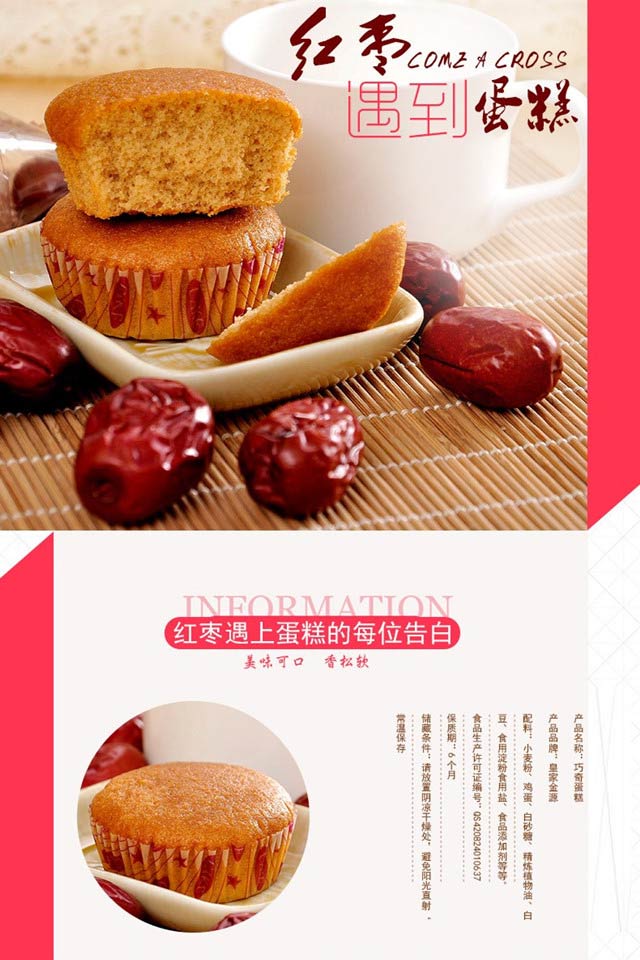 红枣 COMZ A CROSS
遇到蛋糕
INFORMATION
红枣遇上蛋糕的每位告白
美味可口 香松软
产品名称：巧奇蛋糕
产品品牌：皇家金源
配料：小麦粉、鸡蛋、白砂糖、精炼植物油、白
豆、食用淀粉食用盐、食品添加剂等等。
食品生产许可证编号：OS420824010637
保质期：6个月
储藏条件：请放置阴凉干燥处，避免阳光直射，
常温保存